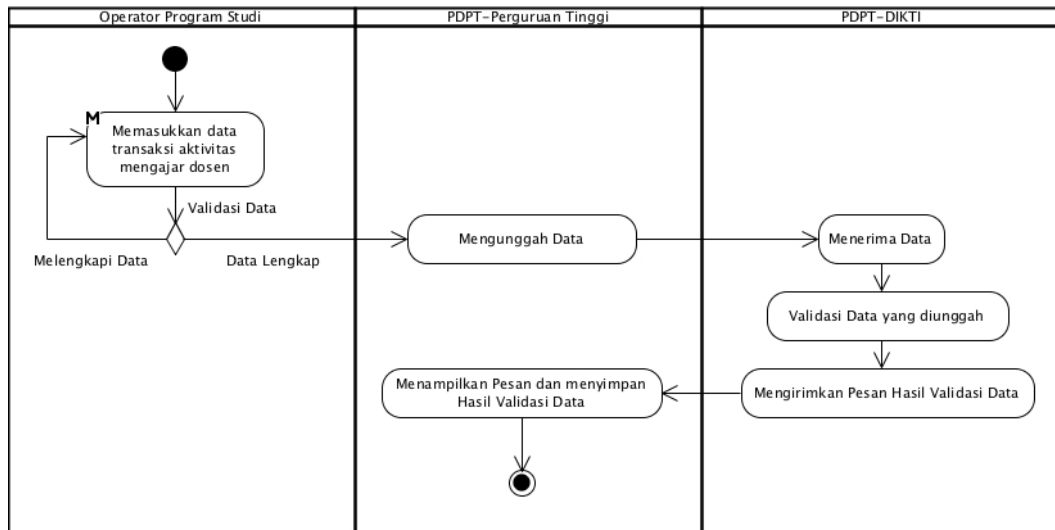 Operator Program Studi
PDPT-Perguruan Tinggi
PDPT-DIKTI
M
Memasukkan data
transaksi aktivitas
mengajar dosen
Validasi Data
Melengkapi Data
Data Lengkap
Mengunggah Data
Menerima Data
Validasi Data yang diunggah
Menampilkan Pesan dan menyimpan
Hasil Validasi Data
Mengirimkan Pesan Hasil Validasi Data